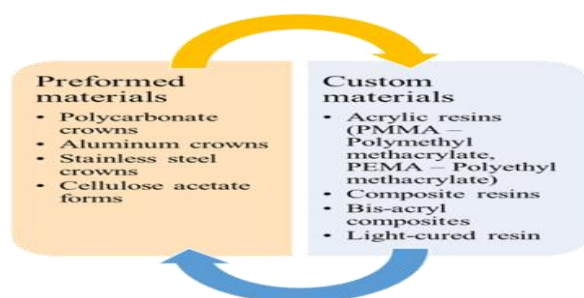 Preformed
materials
• Polycarbonate
crowns
• Aluminum crowns
• Stainless steel
crowns
• Cellulose acetate
forms
Custom
materials
• Acrylic resins
(PMMA –
Polymethyl
methacrylate,
PEMA – Polyethyl
methacrylate)
• Composite resins
• Bis-acryl
composites
• Light-cured resin